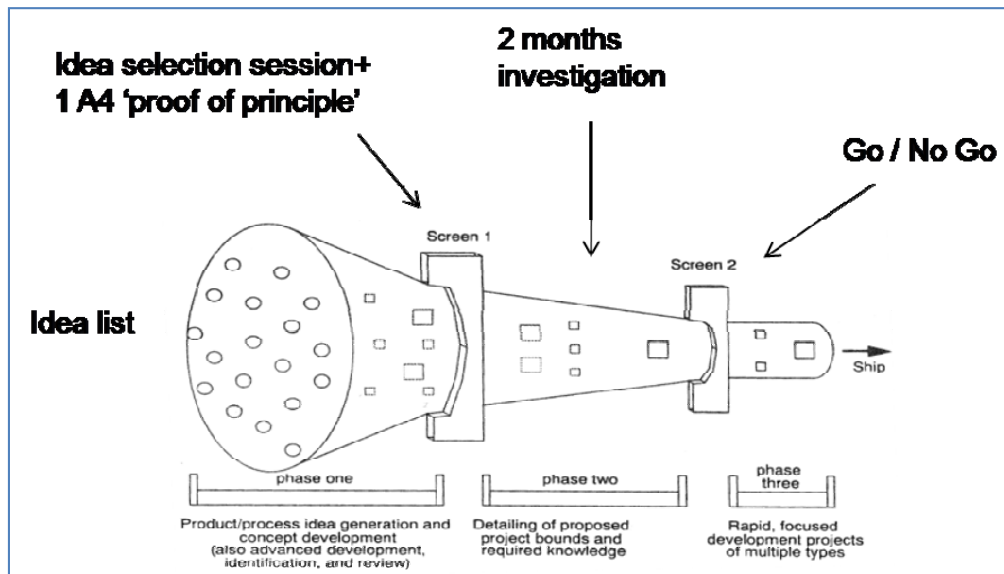 Idea selection session+
1 A4 ‘proof of principle’
2 months
investigation
Go / No Go
Screen 1
Screen 2
Idea list
Ship
phase one
phase two
phase
three
Product/process idea generation and
concept development
(also advanced development,
identification, and review)
Detailing of proposed
project bounds and
required knowledge
Rapid, focused
development projects
of multiple types